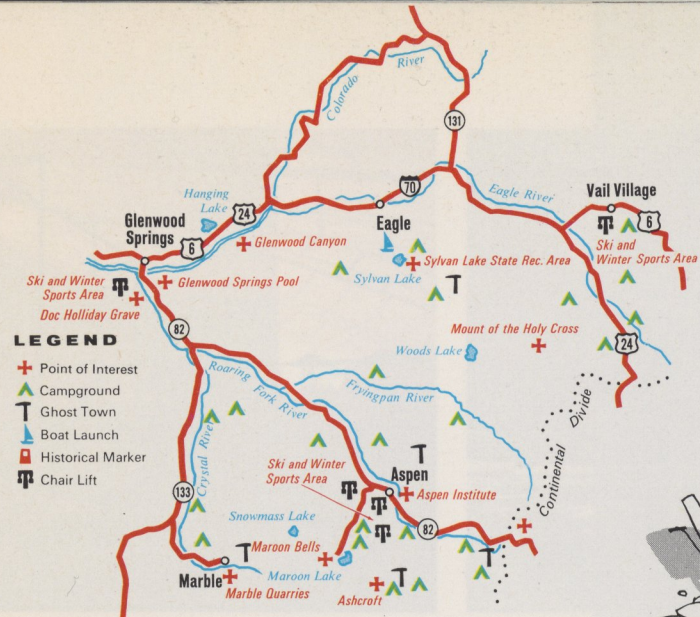 Colorado
River
131
70
Eagle River
Vail Village
6
Ski and
Winter Sports Area
Hanging
Lake
24
Glenwood
Springs
6
Glenwood Canyon
Eagle
Sylvan Lake State Rec. Area
Sylvan Lake
Ski and Winter
Sports Area
Glenwood Springs Pool
Doc Holliday Grave
82
Mount of the Holy Cross
Woods Lake
24
LEGEND
Point of Interest
Campground
Ghost Town
Boat Launch
Historical Marker
Chair Lift
Roaring Fork River
Fryingpan River
Continental Divide
Crystal River
133
Ski and Winter
Sports Area
Aspen
Aspen Institute
82
Snowmass Lake
Maroon Bells
Maroon Lake
Marble
Marble Quarries
Ashcroft